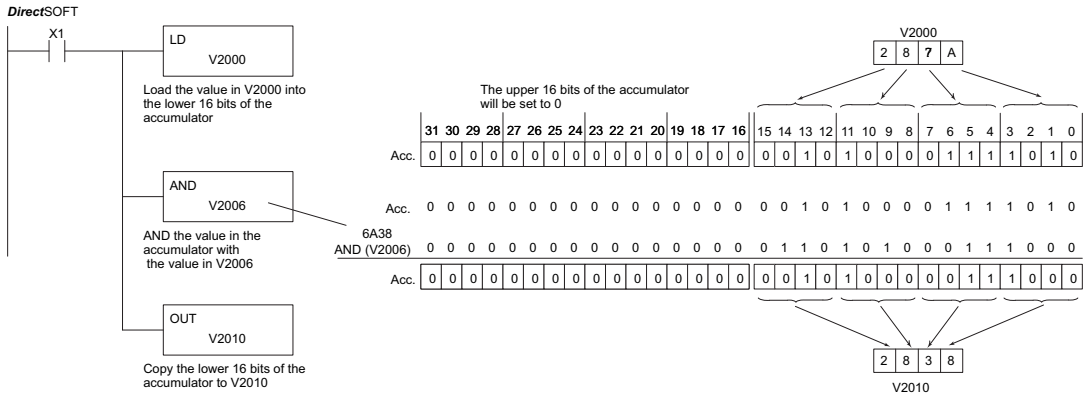 DirectSOFT
X1
LD
V2000
Load the value in V2000 into
the lower 16 bits of the
accumulator
V2000
2 8 7 A
The upper 16 bits of the accumulator
will be set to 0
31 30 29 28 27 26 25 24 23 22 21 20 19 18 17 16 15 14 13 12 11 10 9 8 7 6 5 4 3 2 1 0
Acc. 0 0 0 0 0 0 0 0 0 0 0 0 0 0 0 0 0 0 1 0 1 0 0 0 0 1 1 1 1 0 1 0
AND
V2006
AND the value in the
accumulator with
the value in V2006
Acc. 0 0 0 0 0 0 0 0 0 0 0 0 0 0 0 0 0 0 1 0 1 0 0 0 0 1 1 1 1 0 1 0
6A38
AND (V2006) 0 0 0 0 0 0 0 0 0 0 0 0 0 0 0 0 0 1 1 0 1 0 1 0 0 0 1 1 1 0 0 0
Acc. 0 0 0 0 0 0 0 0 0 0 0 0 0 0 0 0 0 0 1 0 1 0 0 0 0 0 1 1 1 0 0 0
OUT
V2010
Copy the lower 16 bits of the
accumulator to V2010
2 8 3 8
V2010